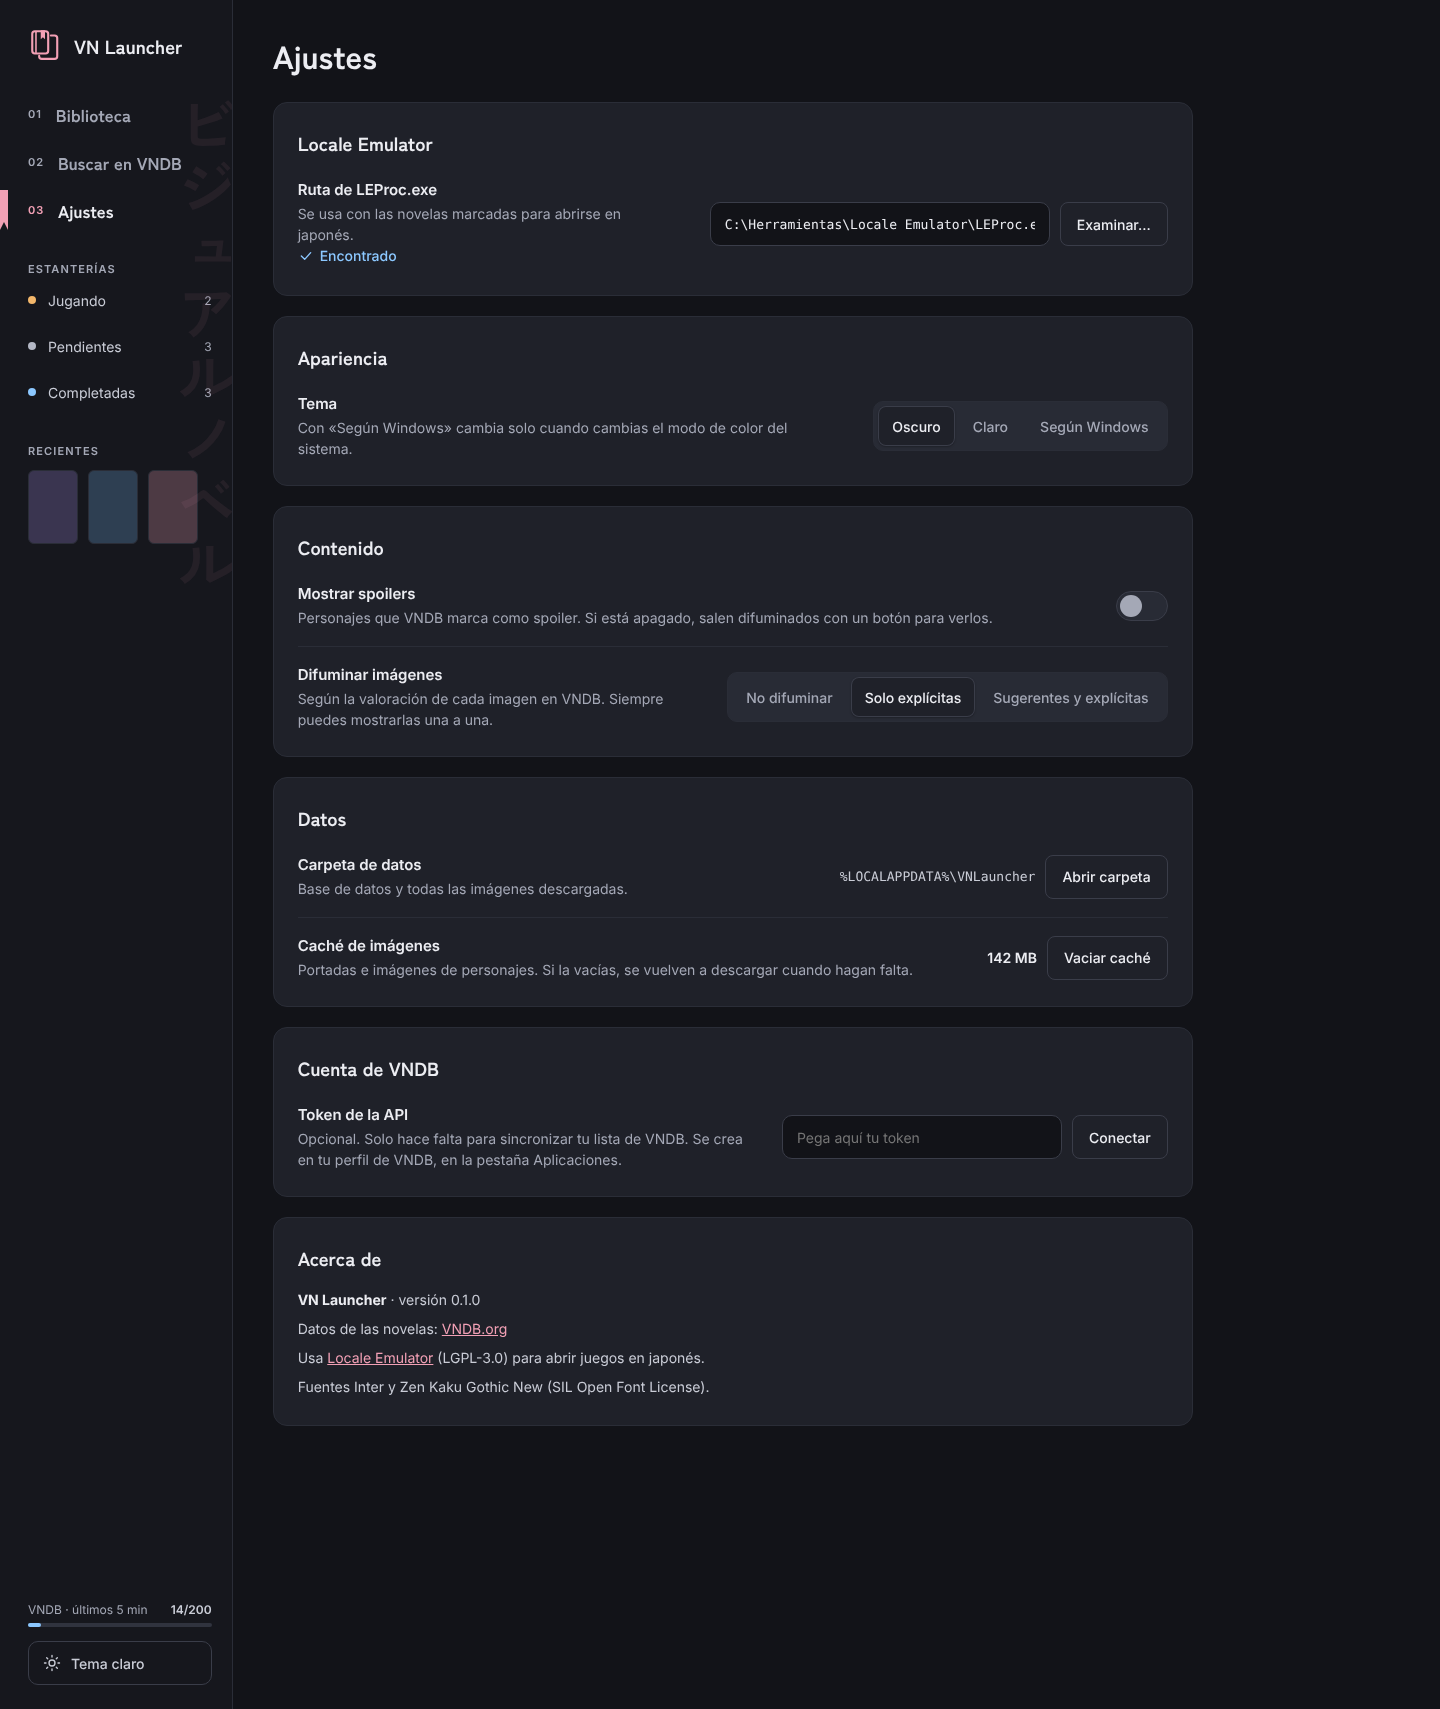 VN Launcher
01 Biblioteca
02 Buscar en VNDB
03 Ajustes
ESTANTERÍAS
Jugando 2
Pendientes 3
Completadas 3
RECIENTES
ビジュアルノベル
VNDB · últimos 5 min 14/200
Tema claro
Ajustes
Locale Emulator
Ruta de LEProc.exe
Se usa con las novelas marcadas para abrirse en
japonés.
Encontrado
C:\Herramientas\Locale Emulator\LEProc.e
Examinar...
Apariencia
Tema
Con «Según Windows» cambia solo cuando cambias el modo de color del
sistema.
Oscuro Claro Según Windows
Contenido
Mostrar spoilers
Personajes que VNDB marca como spoiler. Si está apagado, salen difuminados con un botón para verlos.
Difuminar imágenes
Según la valoración de cada imagen en VNDB. Siempre
puedes mostrarlas una a una.
No difuminar Solo explícitas Sugerentes y explícitas
Datos
Carpeta de datos
Base de datos y todas las imágenes descargadas.
%LOCALAPPDATA%\VNLauncher Abrir carpeta
Caché de imágenes
Portadas e imágenes de personajes. Si la vacías, se vuelven a descargar cuando hagan falta.
142 MB Vaciar caché
Cuenta de VNDB
Token de la API
Opcional. Solo hace falta para sincronizar tu lista de VNDB. Se crea
en tu perfil de VNDB, en la pestaña Aplicaciones.
Pega aquí tu token Conectar
Acerca de
VN Launcher · versión 0.1.0
Datos de las novelas: VNDB.org
Usa Locale Emulator (LGPL-3.0) para abrir juegos en japonés.
Fuentes Inter y Zen Kaku Gothic New (SIL Open Font License).